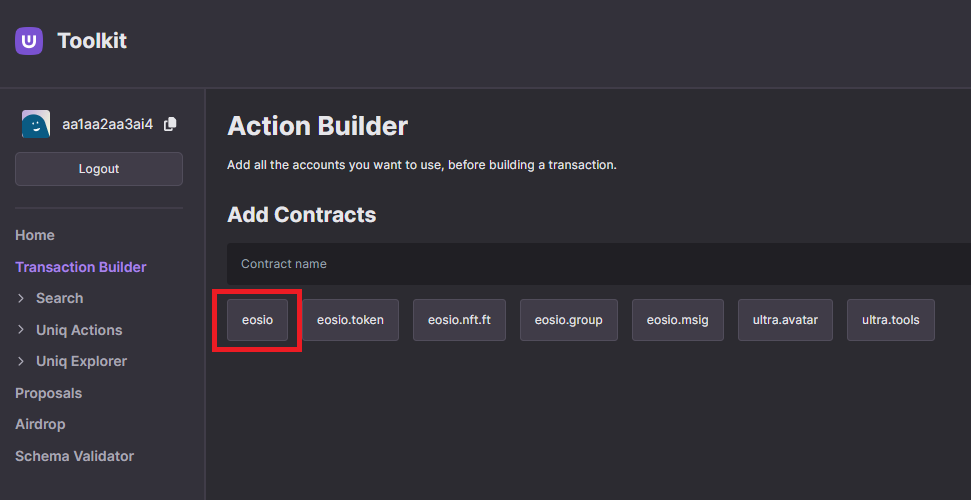 Toolkit
aa1aa2aa3ai4
Logout
Home
Transaction Builder
Search
Uniq Actions
Uniq Explorer
Proposals
Airdrop
Schema Validator
Action Builder
Add all the accounts you want to use, before building a transaction.
Add Contracts
Contract name
eosio eosio.token eosio.nft.ft eosio.group eosio.msig ultra.avatar ultra.tools